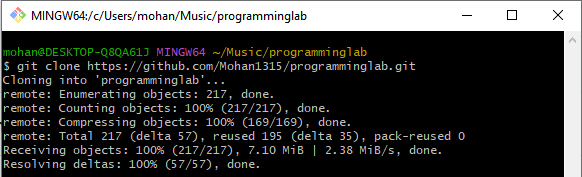 MINGW64:/c/Users/mohan/Music/programminglab
mohan@DESKTOP-Q8QA61J MINGW64 ~/Music/programminglab
$ git clone https://github.com/Mohan1315/programminglab.git
Cloning into 'programminglab'...
remote: Enumerating objects: 217, done.
remote: Counting objects: 100% (217/217), done.
remote: Compressing objects: 100% (169/169), done.
remote: Total 217 (delta 57), reused 195 (delta 35), pack-reused 0
Receiving objects: 100% (217/217), 7.10 MiB | 2.38 MiB/s, done.
Resolving deltas: 100% (57/57), done.